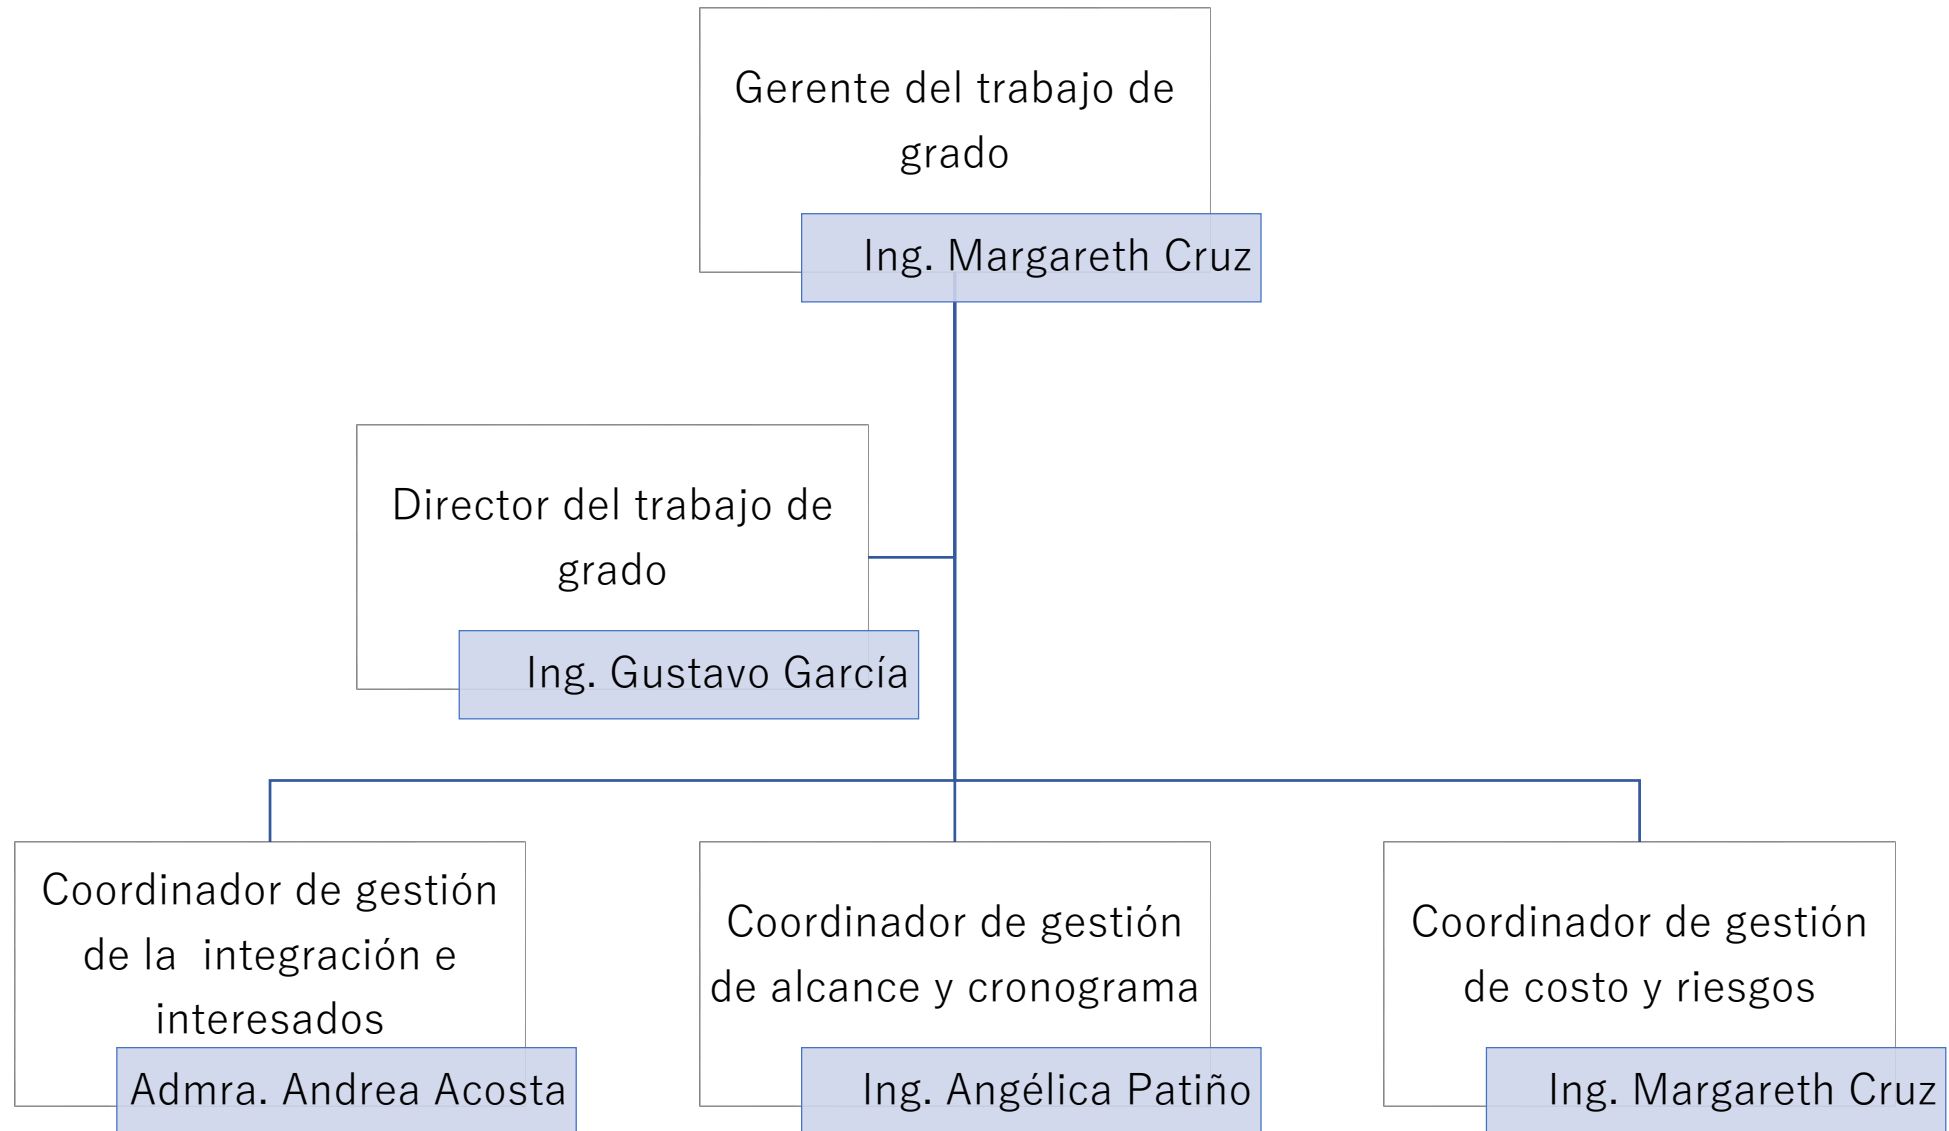 Gerente del trabajo de
grado
Ing. Margareth Cruz
Director del trabajo de
grado
Ing. Gustavo García
Coordinador de gestión
de la integración e
interesados
Admra. Andrea Acosta
Coordinador de gestión
de alcance y cronograma
Ing. Angélica Patiño
Coordinador de gestión
de costo y riesgos
Ing. Margareth Cruz